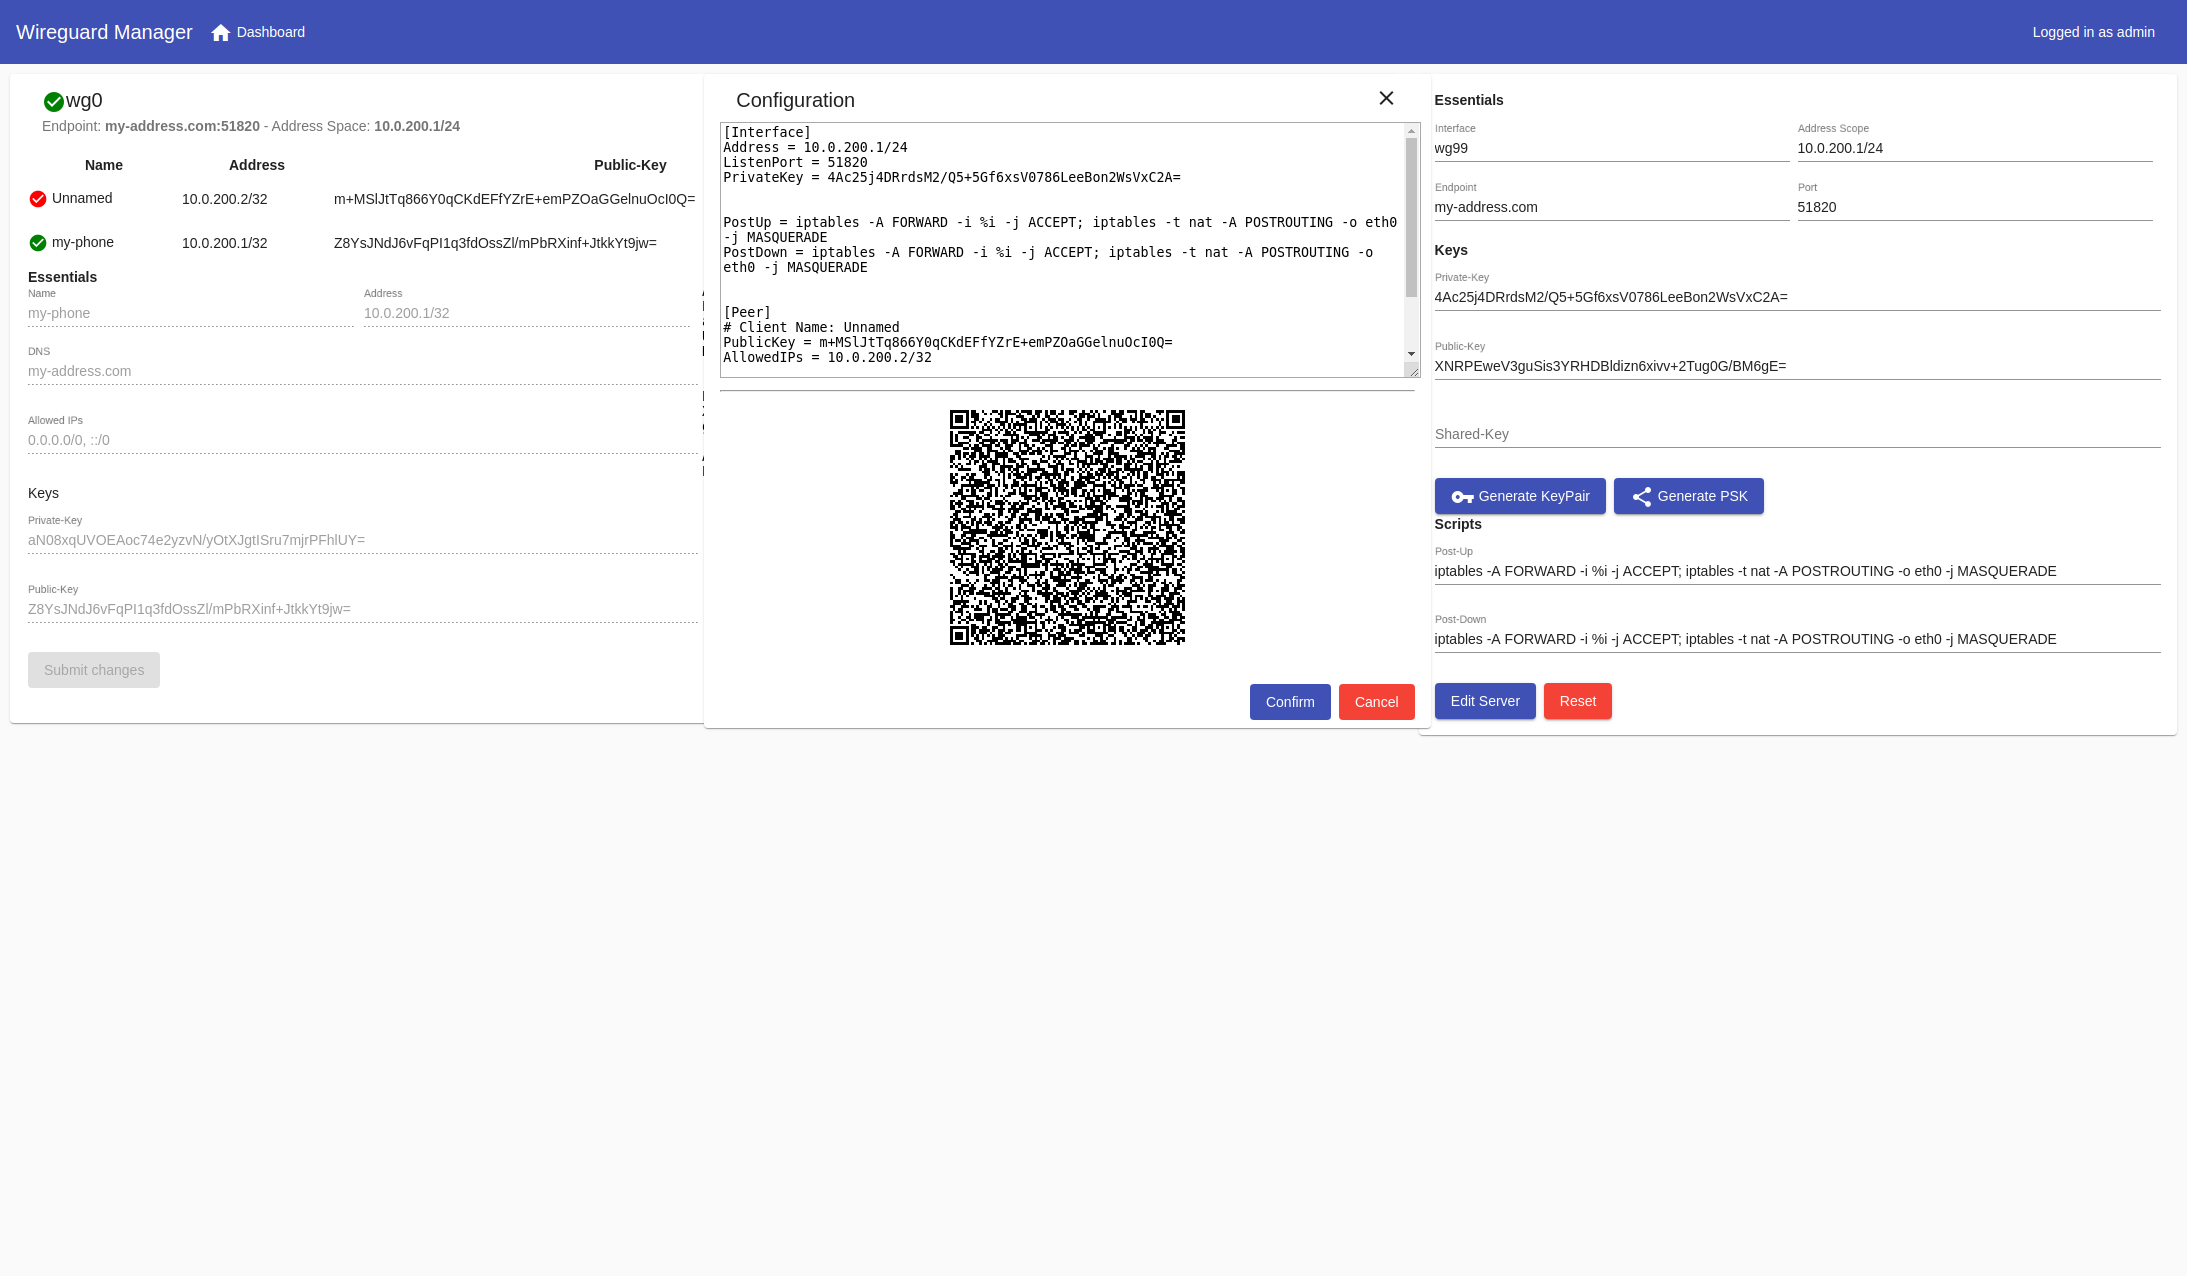 Wireguard Manager
Dashboard
Logged in as admin
wg0
Endpoint: my-address.com:51820 - Address Space: 10.0.200.1/24
Name Address Public-Key
Unnamed 10.0.200.2/32 m+MSlJtTq866Y0qCKdEFfYZrE+emPZOaGGelnuOcI0Q=
my-phone 10.0.200.1/32 Z8YsJNdJ6vFqPI1q3fdOssZl/mPbRXinf+JtkkYt9jw=
Essentials
Name Address
my-phone 10.0.200.1/32
DNS
my-address.com
Allowed IPs
0.0.0.0/0, ::/0
Keys
Private-Key
aN08xqUVOEAoc74e2yzvN/yOtXJgtISru7mjrPFhlUY=
Public-Key
Z8YsJNdJ6vFqPI1q3fdOssZl/mPbRXinf+JtkkYt9jw=
Submit changes
Configuration
[Interface]
Address = 10.0.200.1/24
ListenPort = 51820
PrivateKey = 4Ac25j4DRrdsM2/Q5+5Gf6xsV0786LeeBon2WsVxC2A=
PostUp = iptables -A FORWARD -i %i -j ACCEPT; iptables -t nat -A POSTROUTING -o eth0
-j MASQUERADE
PostDown = iptables -A FORWARD -i %i -j ACCEPT; iptables -t nat -A POSTROUTING -o
eth0 -j MASQUERADE
[Peer]
# Client Name: Unnamed
PublicKey = m+MSlJtTq866Y0qCKdEFfYZrE+emPZOaGGelnuOcI0Q=
AllowedIPs = 10.0.200.2/32
Confirm
Cancel
Essentials
Interface Address Scope
wg99 10.0.200.1/24
Endpoint Port
my-address.com 51820
Keys
Private-Key
4Ac25j4DRrdsM2/Q5+5Gf6xsV0786LeeBon2WsVxC2A=
Public-Key
XNRPEweV3guSis3YRHDBldizn6xivv+2Tug0G/BM6gE=
Shared-Key
Generate KeyPair
Generate PSK
Scripts
Post-Up
iptables -A FORWARD -i %i -j ACCEPT; iptables -t nat -A POSTROUTING -o eth0 -j MASQUERADE
Post-Down
iptables -A FORWARD -i %i -j ACCEPT; iptables -t nat -A POSTROUTING -o eth0 -j MASQUERADE
Edit Server
Reset